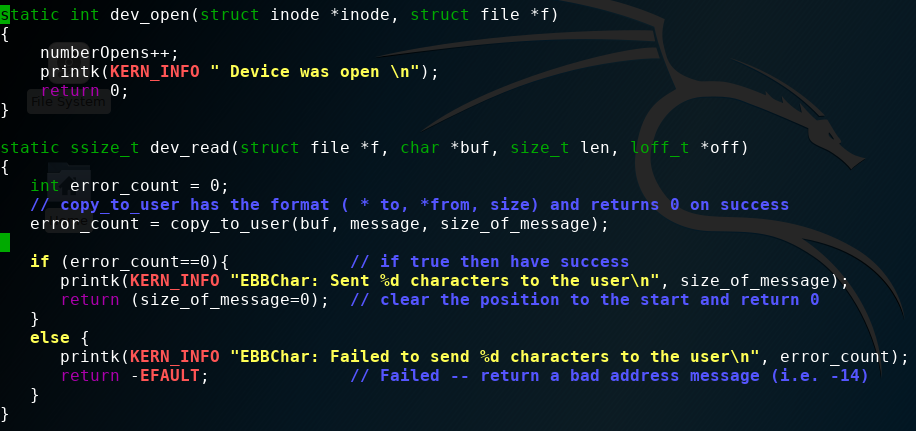 static int dev_open(struct inode *inode, struct file *f)
{
    numberOpens++;
    printk(KERN_INFO " Device was open \n");
    return 0;
}
File System

static ssize_t dev_read(struct file *f, char *buf, size_t len, loff_t *off)
{
   int error_count = 0;
   // copy_to_user has the format ( * to, *from, size) and returns 0 on success
   error_count = copy_to_user(buf, message, size_of_message);

   if (error_count==0){            // if true then have success
      printk(KERN_INFO "EBBChar: Sent %d characters to the user\n", size_of_message);
      return (size_of_message=0);  // clear the position to the start and return 0
   }
   else {
      printk(KERN_INFO "EBBChar: Failed to send %d characters to the user\n", error_count);
      return -EFAULT;              // Failed -- return a bad address message (i.e. -14)
   }
}